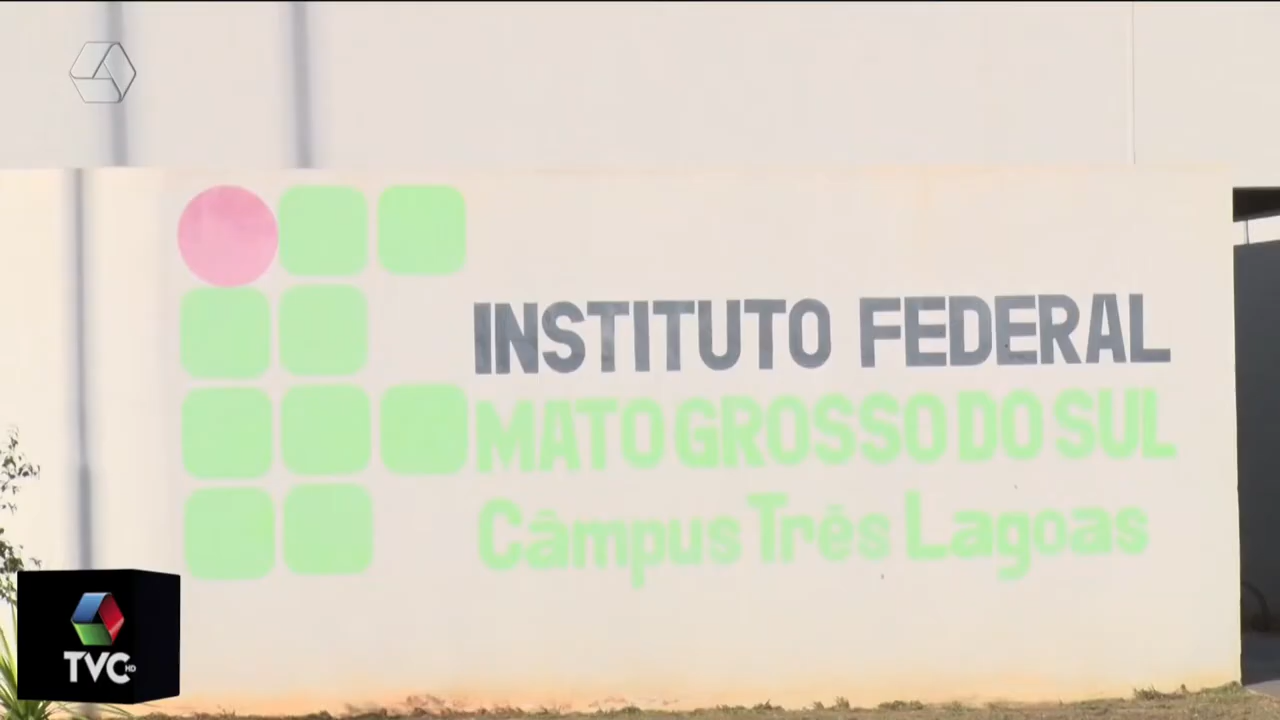 INSTITUTO FEDERAL
MATO GROSSO DO SUL
Câmpus Três Lagoas
TVC HD